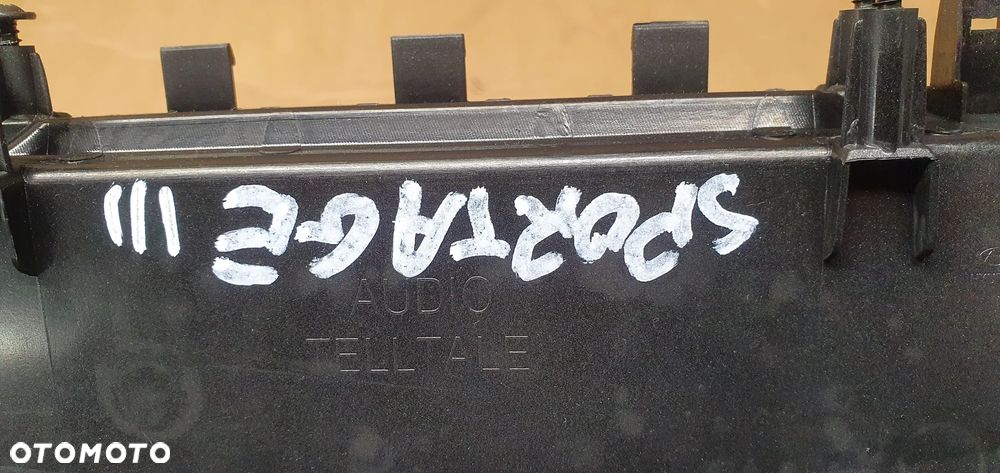 SPORTAGE III
AUDIO
TELLTALE
OTOMOTO